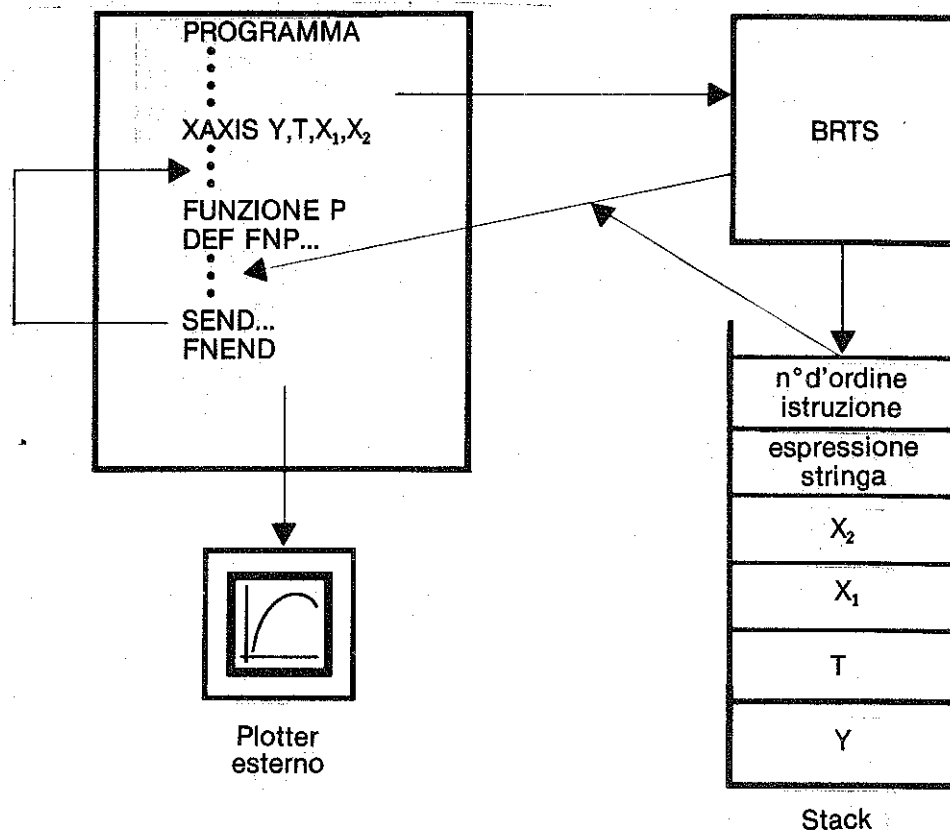 PROGRAMMA
XAXIS Y,T,X₁,X₂
FUNZIONE P
DEF FNP...
SEND...
FNEND
BRTS
n°d'ordine
istruzione
espressione
stringa
X₂
X₁
T
Y
Stack
Plotter
esterno